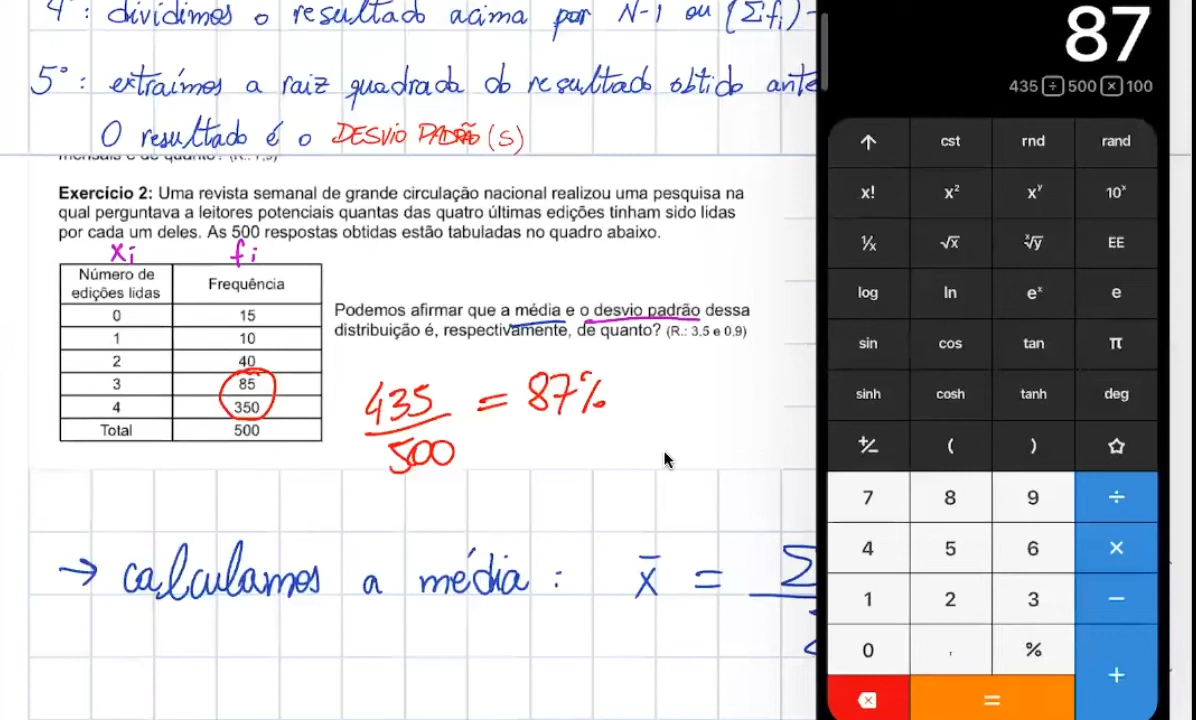 4° : dividimos o resultado acima por N-1 ou (Σfi) -
5° : extraímos a raiz quadrada do resultado obtido ante
O resultado é o DESVIO PADRÃO (S)
Exercício 2: Uma revista semanal de grande circulação nacional realizou uma pesquisa na
qual perguntava a leitores potenciais quantas das quatro últimas edições tinham sido lidas
por cada um deles. As 500 respostas obtidas estão tabuladas no quadro abaixo.
xi fi
Número de edições lidas Frequência
0 15
1 10
2 40
3 85
4 350
Total 500
Podemos afirmar que a média e o desvio padrão dessa
distribuição é, respectivamente, de quanto? (R.: 3,5 e 0,9)
435/500 = 87%
→ calculamos a média : x̄ = Σ
87
435 ÷ 500 × 100
↑ cst rnd rand
x! x² xʸ 10ˣ
¹/x √x ˣ√y EE
log ln eˣ e
sin cos tan π
sinh cosh tanh deg
+/- ( ) ☆
7 8 9 ÷
4 5 6 ×
1 2 3 −
0 , % +
=